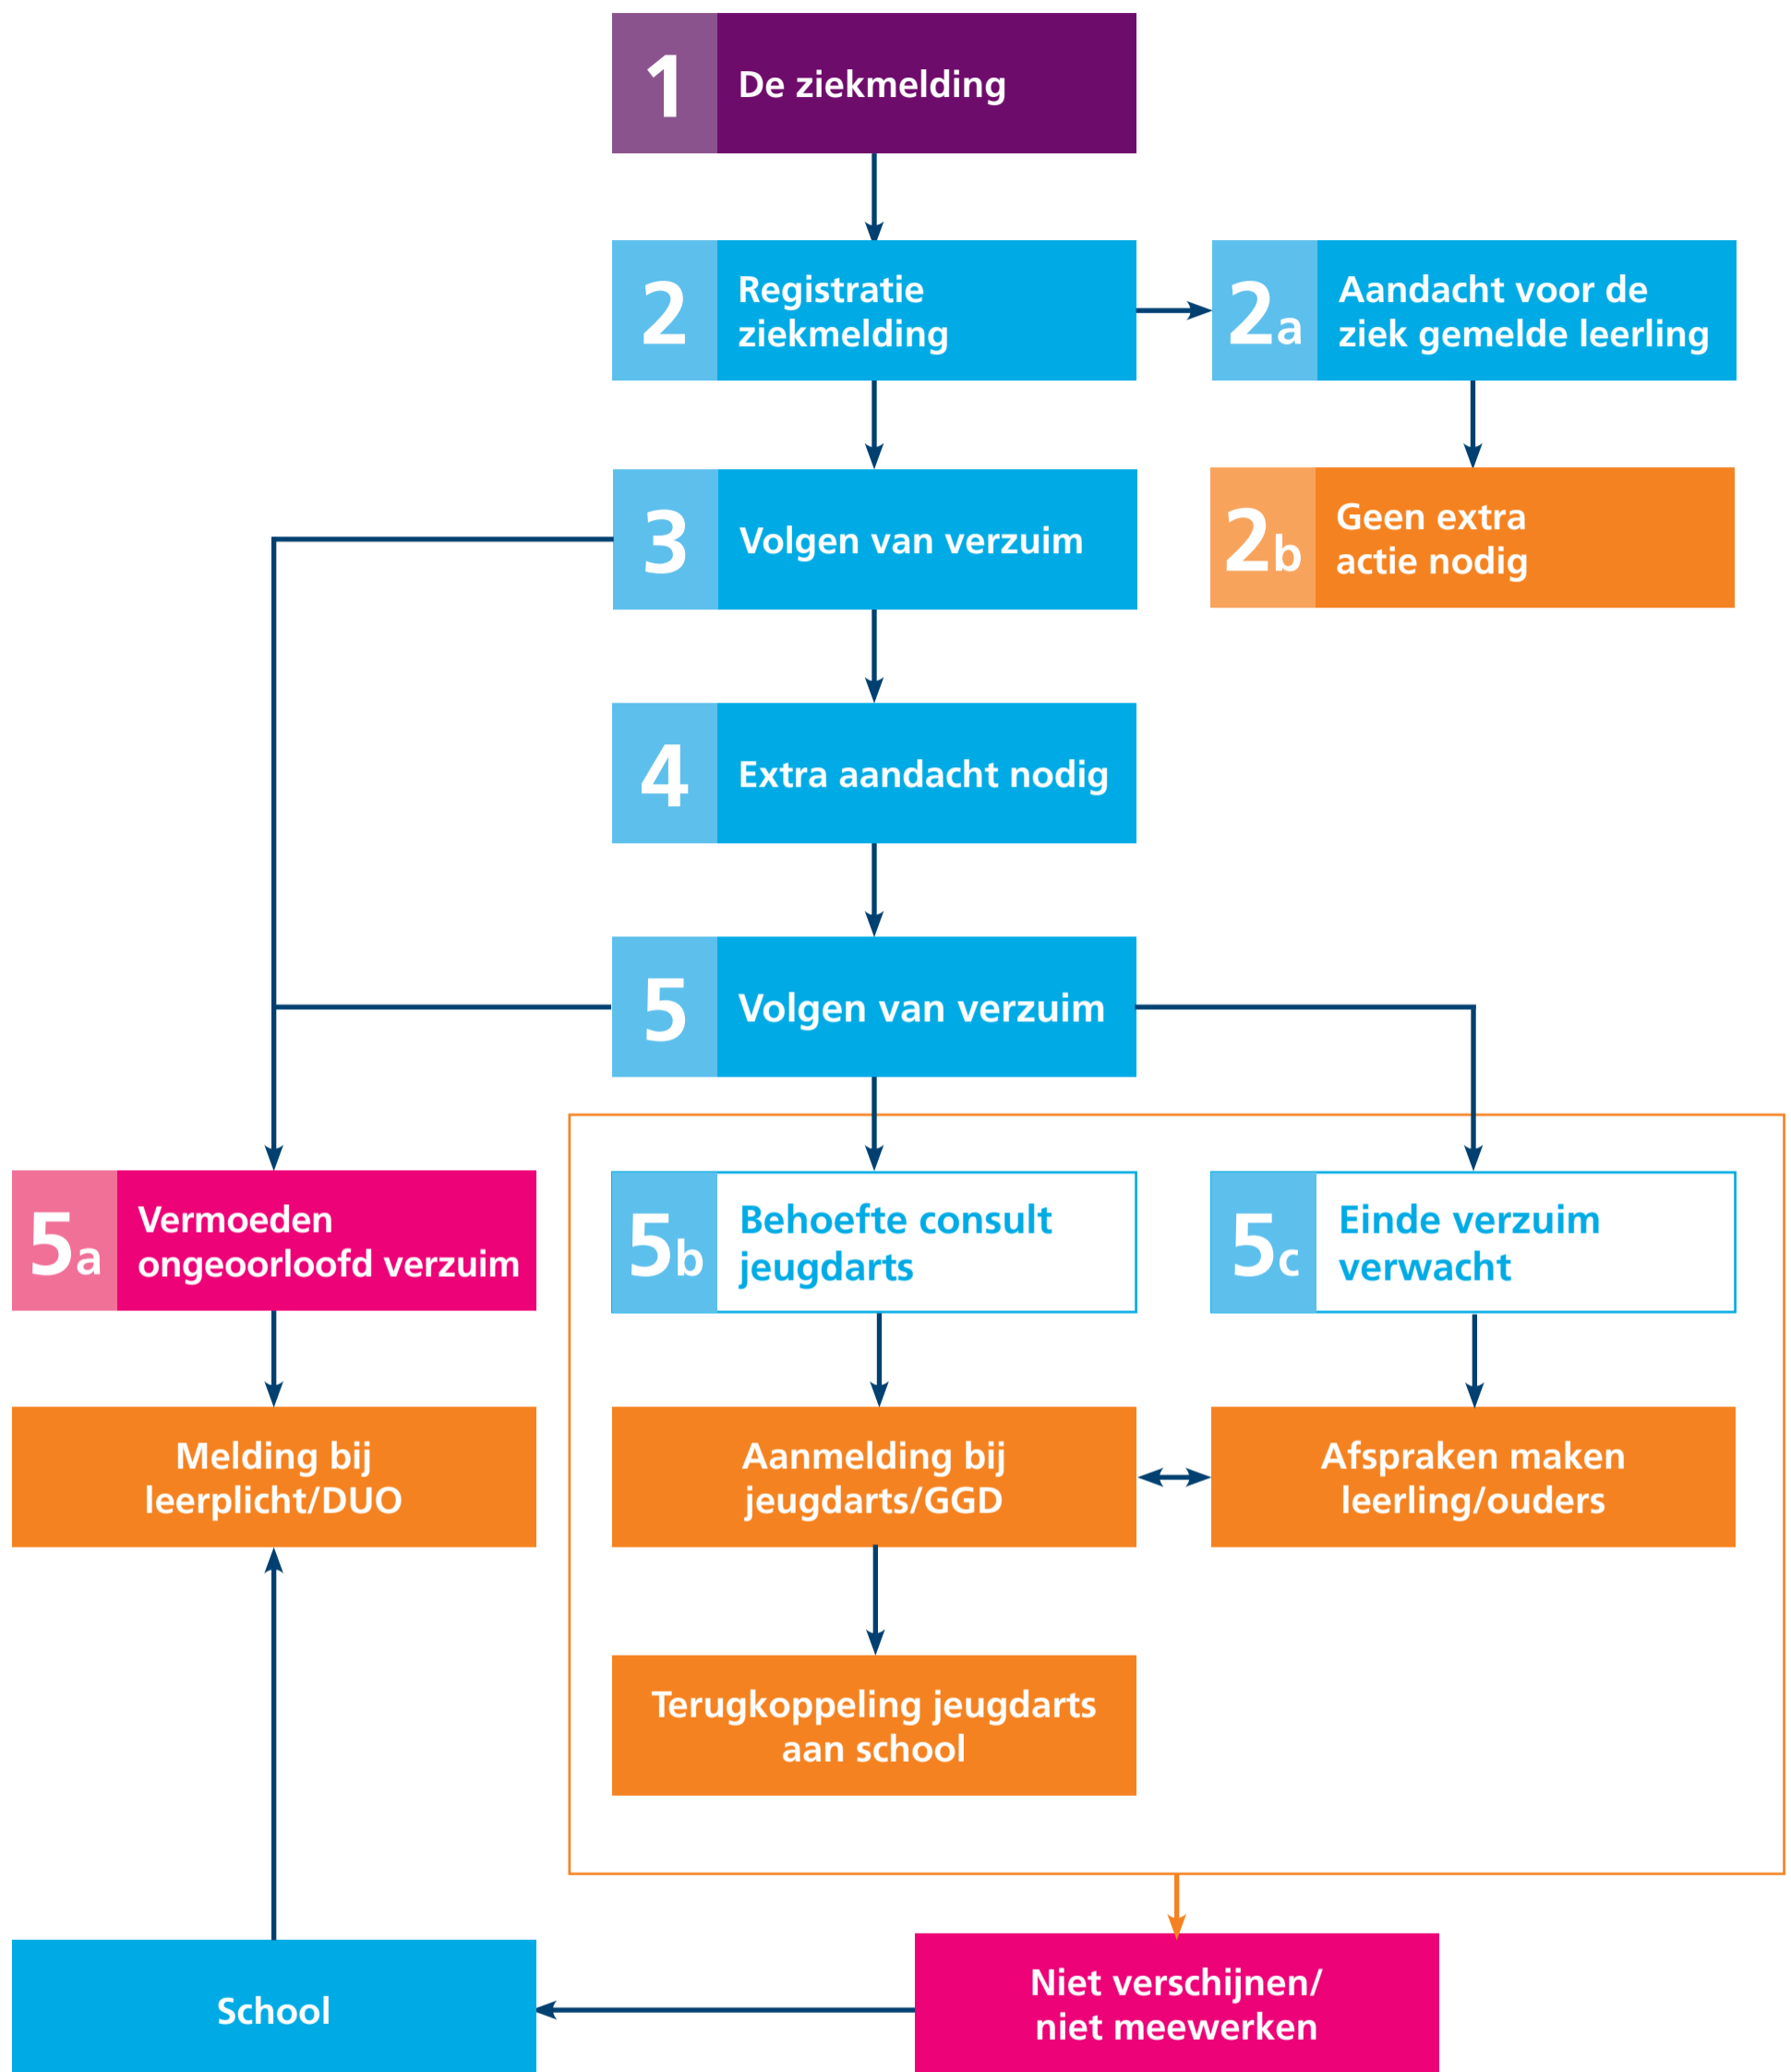 1
De ziekmelding
2
Registratie
ziekmelding
2a
Aandacht voor de
ziek gemelde leerling
3
Volgen van verzuim
2b
Geen extra
actie nodig
4
Extra aandacht nodig
5
Volgen van verzuim
5a
Vermoeden
ongeoorloofd verzuim
5b
Behoefte consult
jeugdarts
5c
Einde verzuim
verwacht
Melding bij
leerplicht/DUO
Aanmelding bij
jeugdarts/GGD
Afspraken maken
leerling/ouders
Terugkoppeling jeugdarts
aan school
School
Niet verschijnen/
niet meewerken